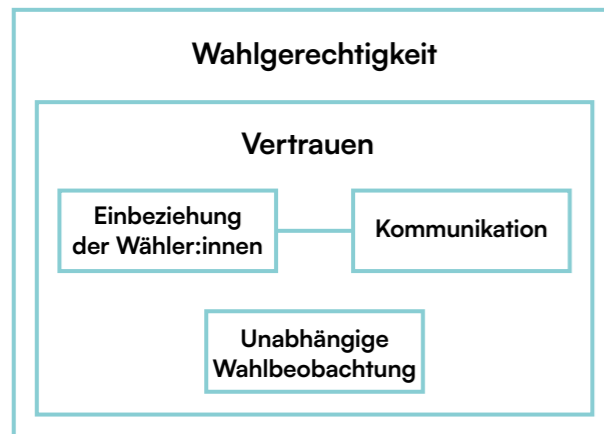 Wahlgerechtigkeit
Vertrauen
Einbeziehung
der Wähler:innen
Kommunikation
Unabhängige
Wahlbeobachtung